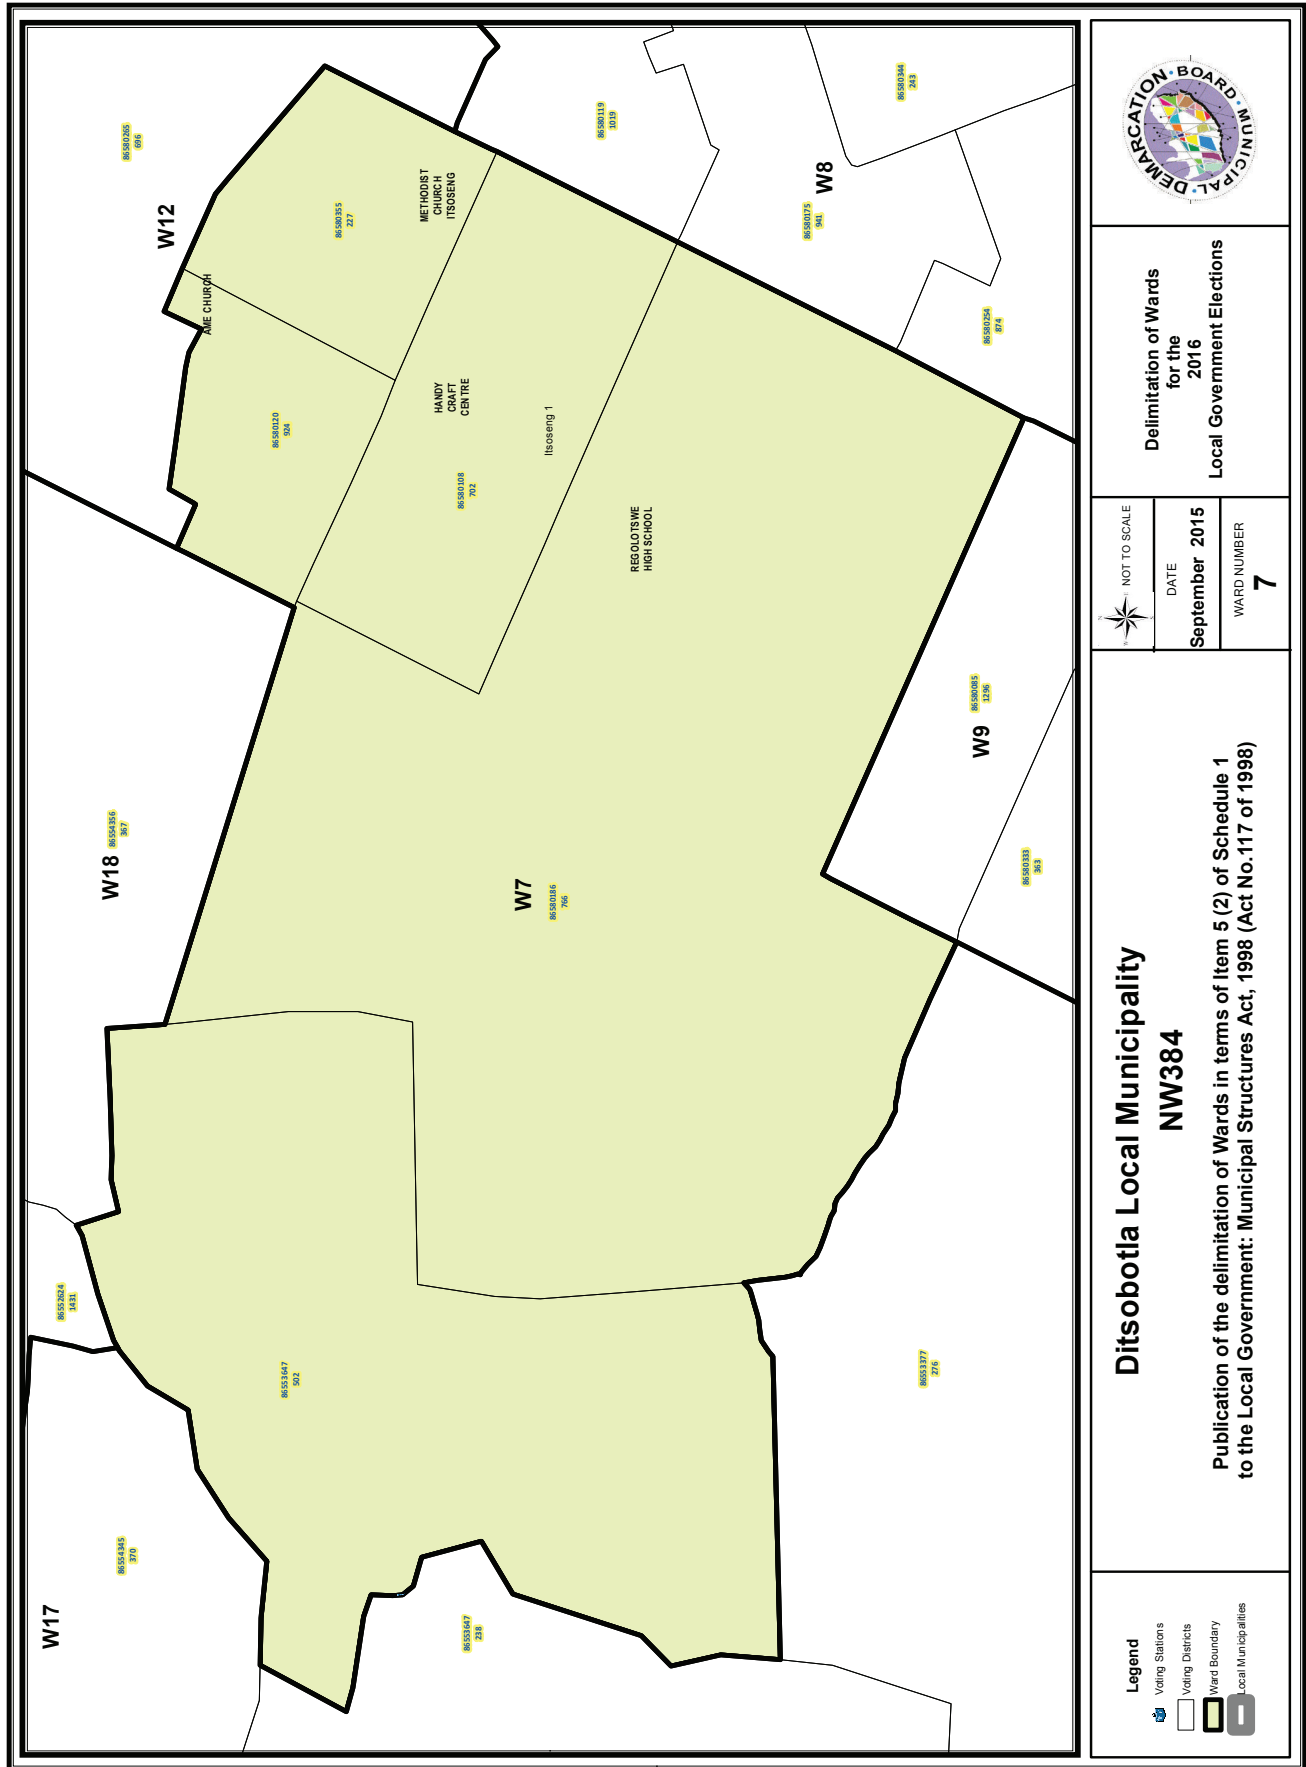 W17
86554345
370
86552624
1431
W18
86554356
367
W12
86580265
696
AME CHURCH
86580120
924
86580355
227
METHODIST
CHURCH
ITSOSENG
HANDY
CRAFT
CENTRE
86580108
702
Itsoseng 1
REGOLOTSWE
HIGH SCHOOL
W7
86580186
766
86553647
502
86553647
238
86553377
276
W9
86580085
1296
86580333
363
W8
86580119
1019
86580175
941
86580254
874
86580344
243
Legend
Voting Stations
Voting Districts
Ward Boundary
Local Municipalities
Ditsobotla Local Municipality
NW384
Publication of the delimitation of Wards in terms of Item 5 (2) of Schedule 1
to the Local Government: Municipal Structures Act, 1998 (Act No.117 of 1998)
NOT TO SCALE
DATE
September 2015
WARD NUMBER
7
Delimitation of Wards
for the
2016
Local Government Elections
MUNICIPAL • DEMARCATION • BOARD •